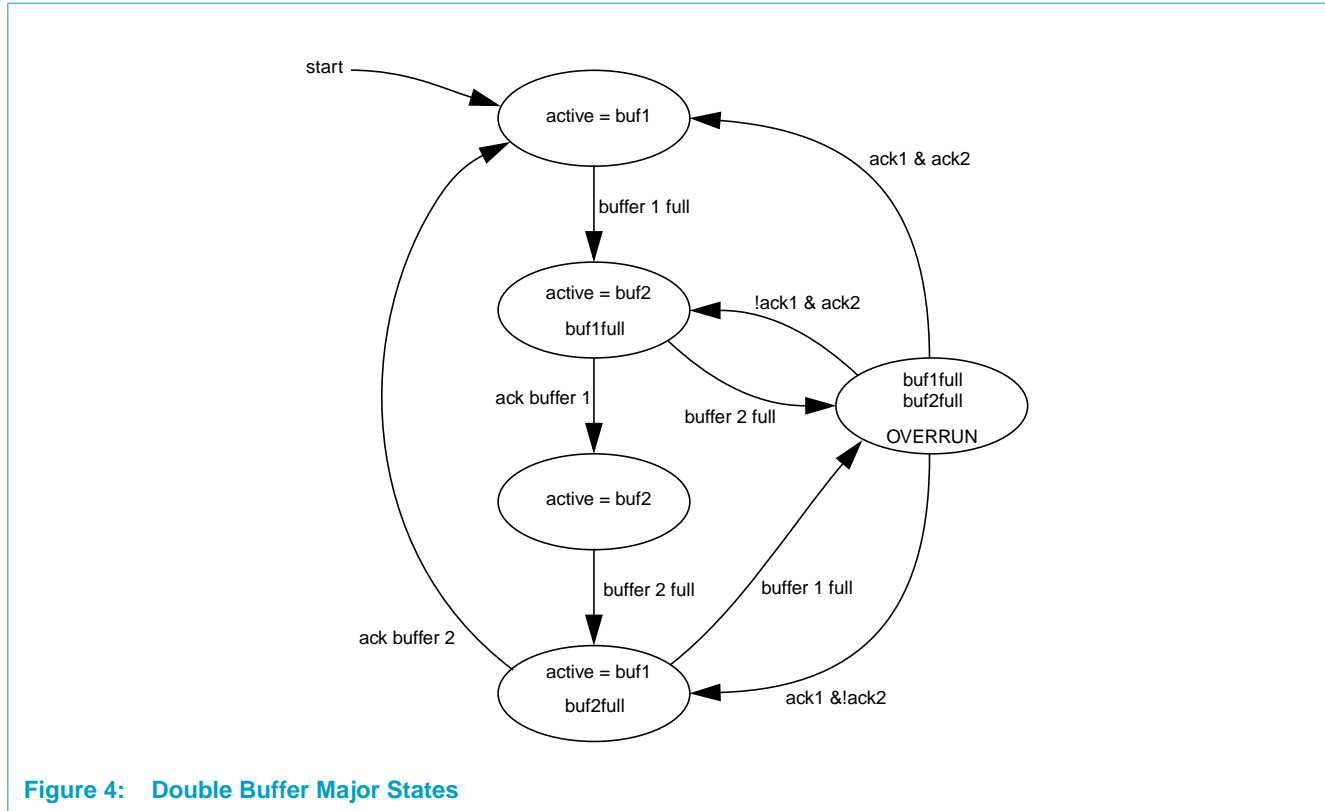 start
active = buf1
ack1 & ack2
buffer 1 full
active = buf2
buf1full
!ack1 & ack2
buf1full
buf2full
OVERRUN
ack buffer 1
buffer 2 full
active = buf2
buffer 2 full
buffer 1 full
ack buffer 2
active = buf1
buf2full
ack1 &!ack2
Figure 4: Double Buffer Major States